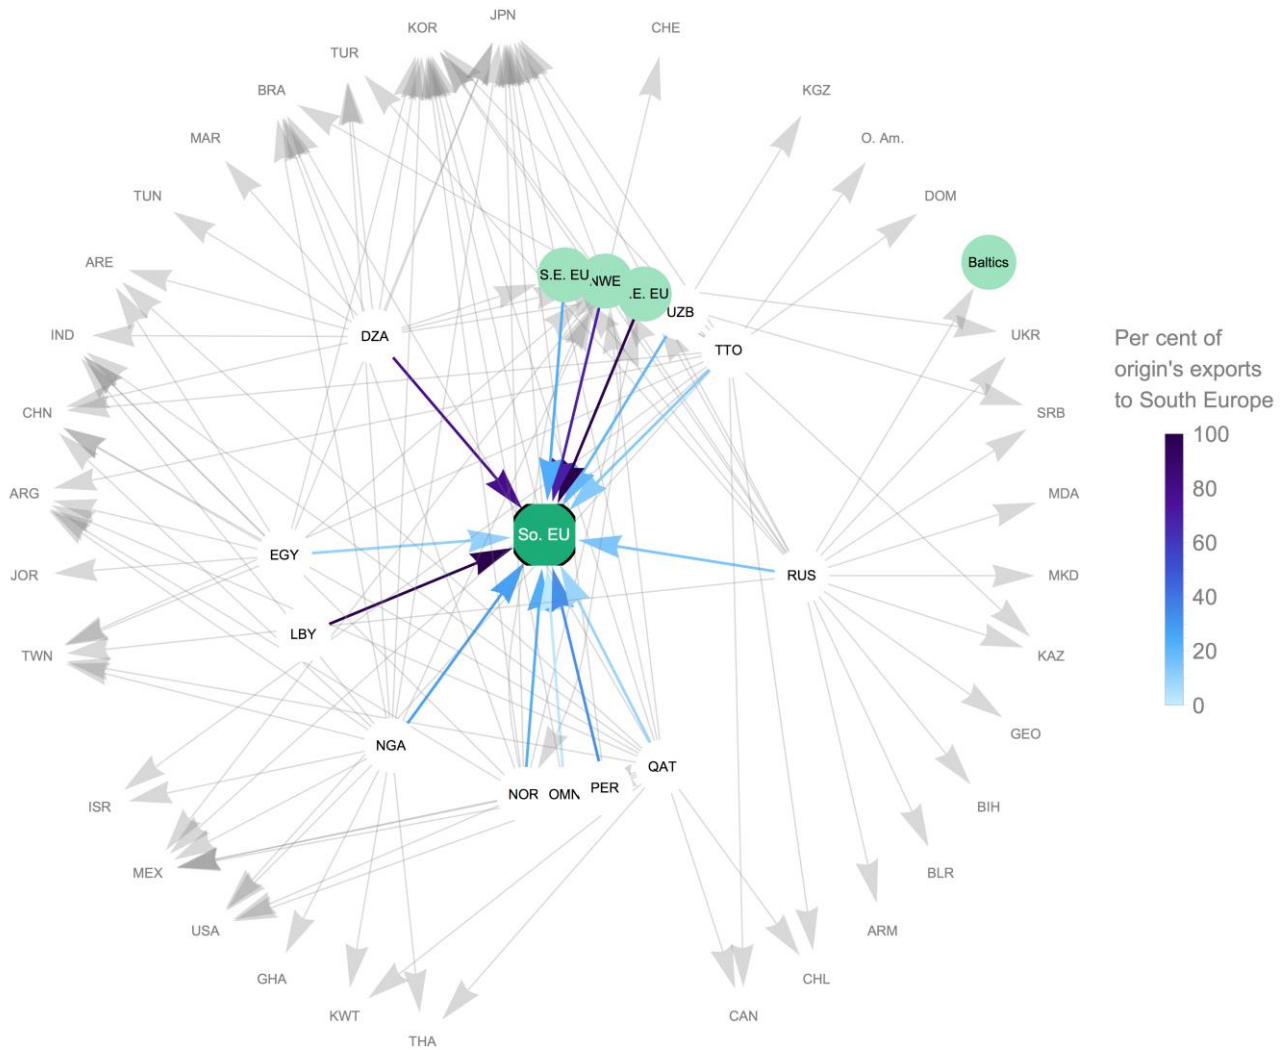 JPN
KOR
CHE
TUR
BRA
KGZ
MAR
O. Am.
TUN
DOM
ARE
Baltics
S.E. EU
NWE
.E. EU
UZB
IND
DZA
TTO
UKR
Per cent of
origin's exports
to South Europe
CHN
SRB
100
80
60
40
20
0
ARG
MDA
So. EU
EGY
JOR
RUS
MKD
LBY
TWN
KAZ
NGA
GEO
QAT
NOR
OMN
PER
ISR
BIH
MEX
BLR
USA
ARM
GHA
CHL
KWT
CAN
THA